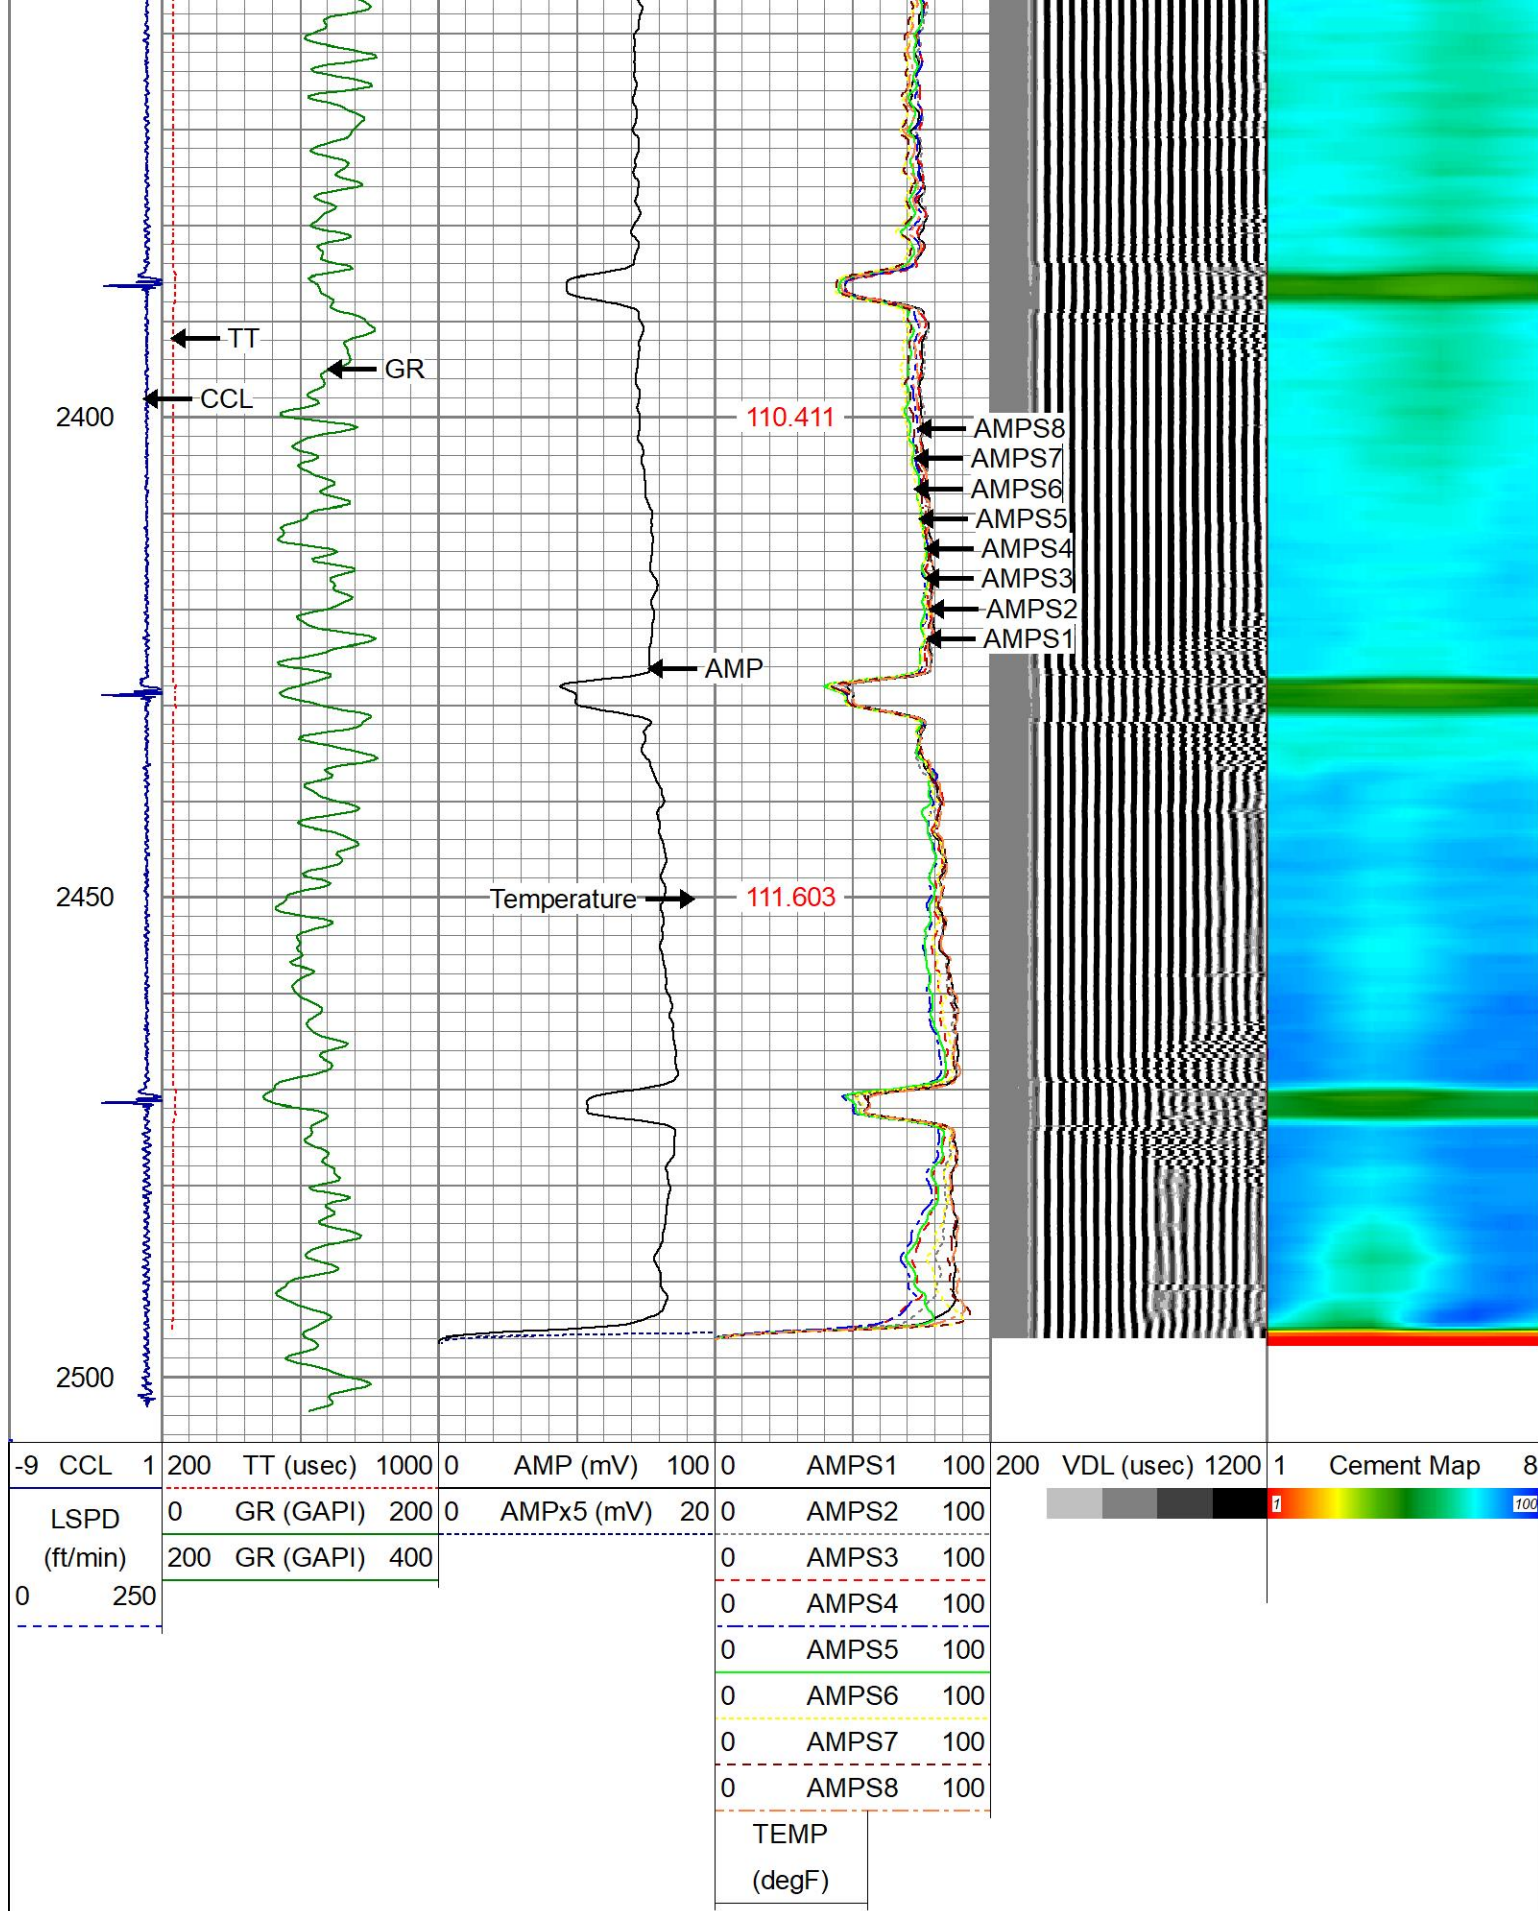 TT
GR
CCL
2400
110.411
AMPS8
AMPS7
AMPS6
AMPS5
AMPS4
AMPS3
AMPS2
AMPS1
AMP
2450
Temperature
111.603
2500
-9 CCL 1
200 TT (usec) 1000
0 AMP (mV) 100
0 AMPS1 100
200 VDL (usec) 1200
1 Cement Map 8
LSPD
(ft/min)
0 250
0 GR (GAPI) 200
200 GR (GAPI) 400
0 AMPx5 (mV) 20
0 AMPS2 100
0 AMPS3 100
0 AMPS4 100
0 AMPS5 100
0 AMPS6 100
0 AMPS7 100
0 AMPS8 100
TEMP
(degF)
1 100